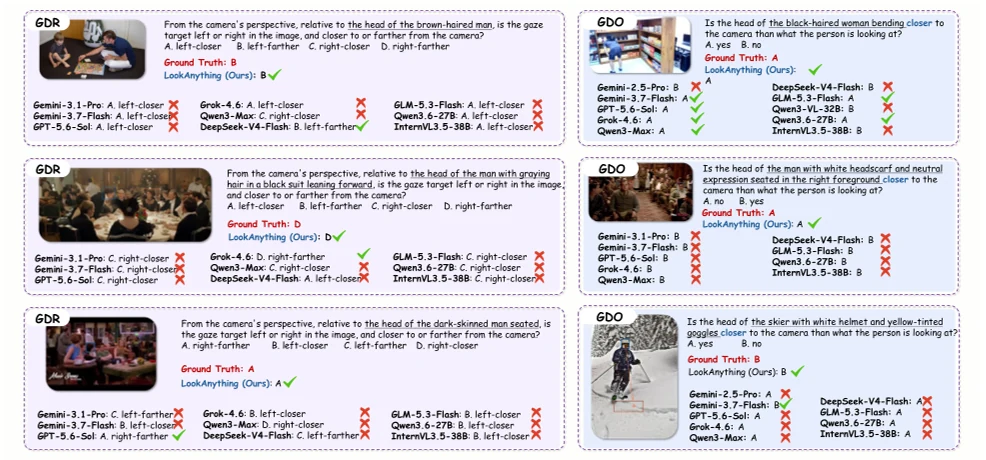 GDR
From the camera's perspective, relative to the head of the brown-haired man, is the gaze
target left or right in the image, and closer to or farther from the camera?
A. left-closer B. left-farther C. right-closer D. right-farther
Ground Truth: B
LookAnything (Ours): B
Gemini-3.1-Pro: A. left-closer
Gemini-3.7-Flash: A. left-closer
GPT-5.6-Sol: A. left-closer
Grok-4.6: A. left-closer
Qwen3-Max: C. right-closer
DeepSeek-V4-Flash: B. left-farther
GLM-5.3-Flash: A. left-closer
Qwen3.6-27B: A. left-closer
InternVL3.5-38B: A. left-closer
GDO
Is the head of the black-haired woman bending closer to
the camera than what the person is looking at?
A. yes B. no
Ground Truth: A
LookAnything (Ours):
A
Gemini-2.5-Pro: B
Gemini-3.7-Flash: A
GPT-5.6-Sol: A
Grok-4.6: A
Qwen3-Max: A
DeepSeek-V4-Flash: B
GLM-5.3-Flash: A
Qwen3-VL-32B: B
Qwen3.6-27B: A
InternVL3.5-38B: B
GDR
From the camera's perspective, relative to the head of the man with graying
hair in a black suit leaning forward, is the gaze target left or right in the image,
and closer to or farther from the camera?
A. left-closer B. left-farther C. right-closer D. right-farther
Ground Truth: D
LookAnything (Ours): D
Gemini-3.1-Pro: C. right-closer
Gemini-3.7-Flash: C. right-closer
GPT-5.6-Sol: C. right-closer
Grok-4.6: D. right-farther
Qwen3-Max: C. right-closer
DeepSeek-V4-Flash: A. left-closer
GLM-5.3-Flash: C. right-closer
Qwen3.6-27B: C. right-closer
InternVL3.5-38B: C. right-closer
GDO
Is the head of the man with white headscarf and neutral
expression seated in the right foreground closer to the
camera than what the person is looking at?
A. no B. yes
Ground Truth: A
LookAnything (Ours): A
Gemini-3.1-Pro: B
Gemini-3.7-Flash: B
GPT-5.6-Sol: B
Grok-4.6: B
Qwen3-Max: B
DeepSeek-V4-Flash: B
GLM-5.3-Flash: B
Qwen3.6-27B: B
InternVL3.5-38B: B
GDR
From the camera's perspective, relative to the head of the dark-skinned man seated, is
the gaze target left or right in the image, and closer to or farther from the camera?
A. right-farther B. left-closer C. left-farther D. right-closer
Ground Truth: A
LookAnything (Ours): A
Gemini-3.1-Pro: C. left-farther
Gemini-3.7-Flash: B. left-closer
GPT-5.6-Sol: A. right-farther
Grok-4.6: B. left-closer
Qwen3-Max: D. right-closer
DeepSeek-V4-Flash: C. left-farther
GLM-5.3-Flash: B. left-closer
Qwen3.6-27B: B. left-closer
InternVL3.5-38B: B. left-closer
GDO
Is the head of the skier with white helmet and yellow-tinted
goggles closer to the camera than what the person is looking at?
A. yes B. no
Ground Truth: B
LookAnything (Ours): B
Gemini-2.5-Pro: A
Gemini-3.7-Flash: B
GPT-5.6-Sol: A
Grok-4.6: A
Qwen3-Max: A
DeepSeek-V4-Flash: A
GLM-5.3-Flash: A
Qwen3.6-27B: A
InternVL3.5-38B: A